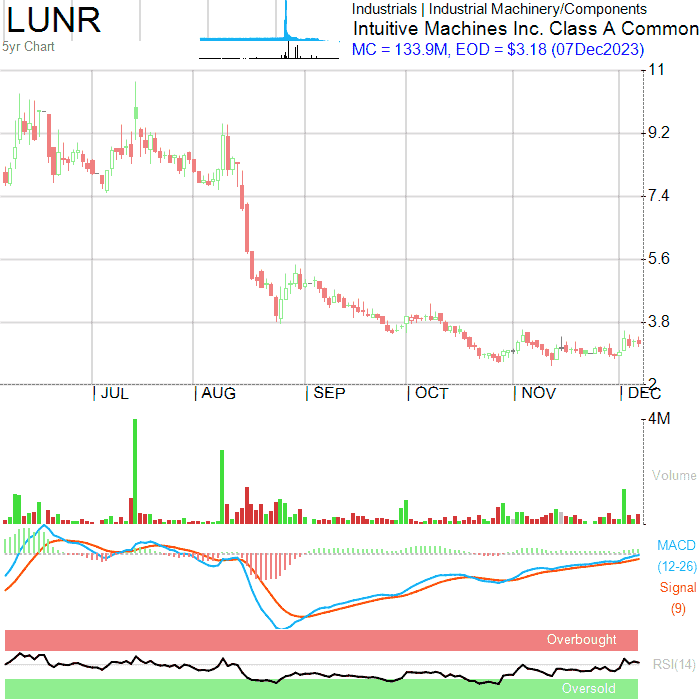 LUNR
5yr Chart
Industrials | Industrial Machinery/Components
Intuitive Machines Inc. Class A Common
MC = 133.9M, EOD = $3.18 (07Dec2023)
11
9.2
7.4
5.6
3.8
2
JUL AUG SEP OCT NOV DEC
4M
Volume
MACD
(12-26)
Signal
(9)
Overbought
RSI(14)
Oversold